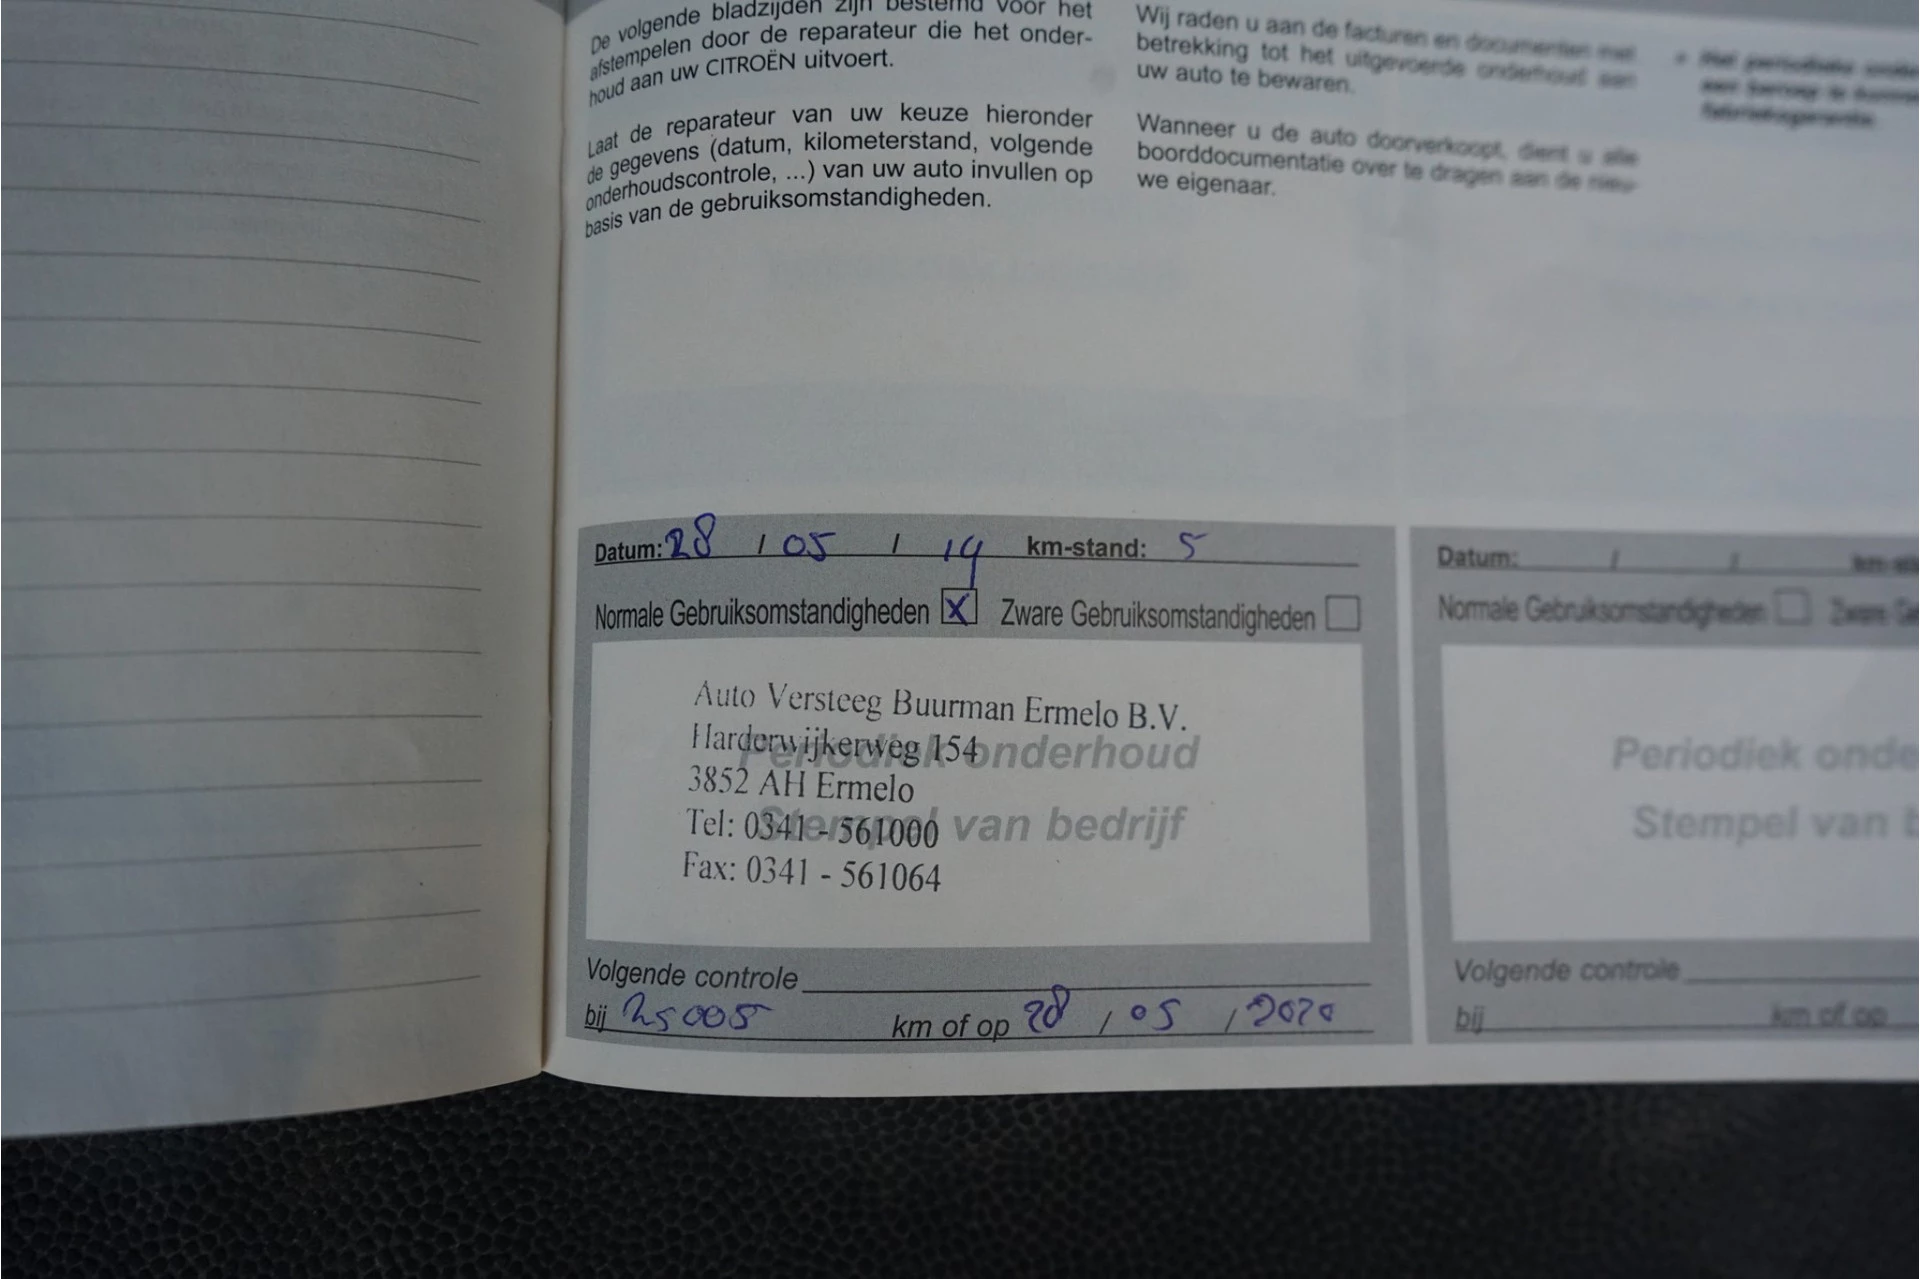 De volgende bladzijden zijn bestemd voor het
afstempelen door de reparateur die het onder-
houd aan uw CITROËN uitvoert.
Laat de reparateur van uw keuze hieronder
de gegevens (datum, kilometerstand, volgende
onderhoudscontrole, ...) van uw auto invullen op
basis van de gebruiksomstandigheden.
Wij raden u aan de facturen en documenten met
betrekking tot het uitgevoerde onderhoud aan
uw auto te bewaren.
Wanneer u de auto doorverkoopt, dient u alle
boorddocumentatie over te dragen aan de nieu-
we eigenaar.
Datum: 28 / 05 / 19 km-stand: 5
Normale Gebruiksomstandigheden X Zware Gebruiksomstandigheden
Periodiek onderhoud
Stempel van bedrijf
Auto Versteeg Buurman Ermelo B.V.
Harderwijkerweg 154
3852 AH Ermelo
Tel: 0341 - 561000
Fax: 0341 - 561064
Volgende controle
bij 25005 km of op 28 / 05 / 2020
Datum: / /
Normale Gebruiksomstandigheden
Periodiek onde
Stempel van b
Volgende controle
bij km of op